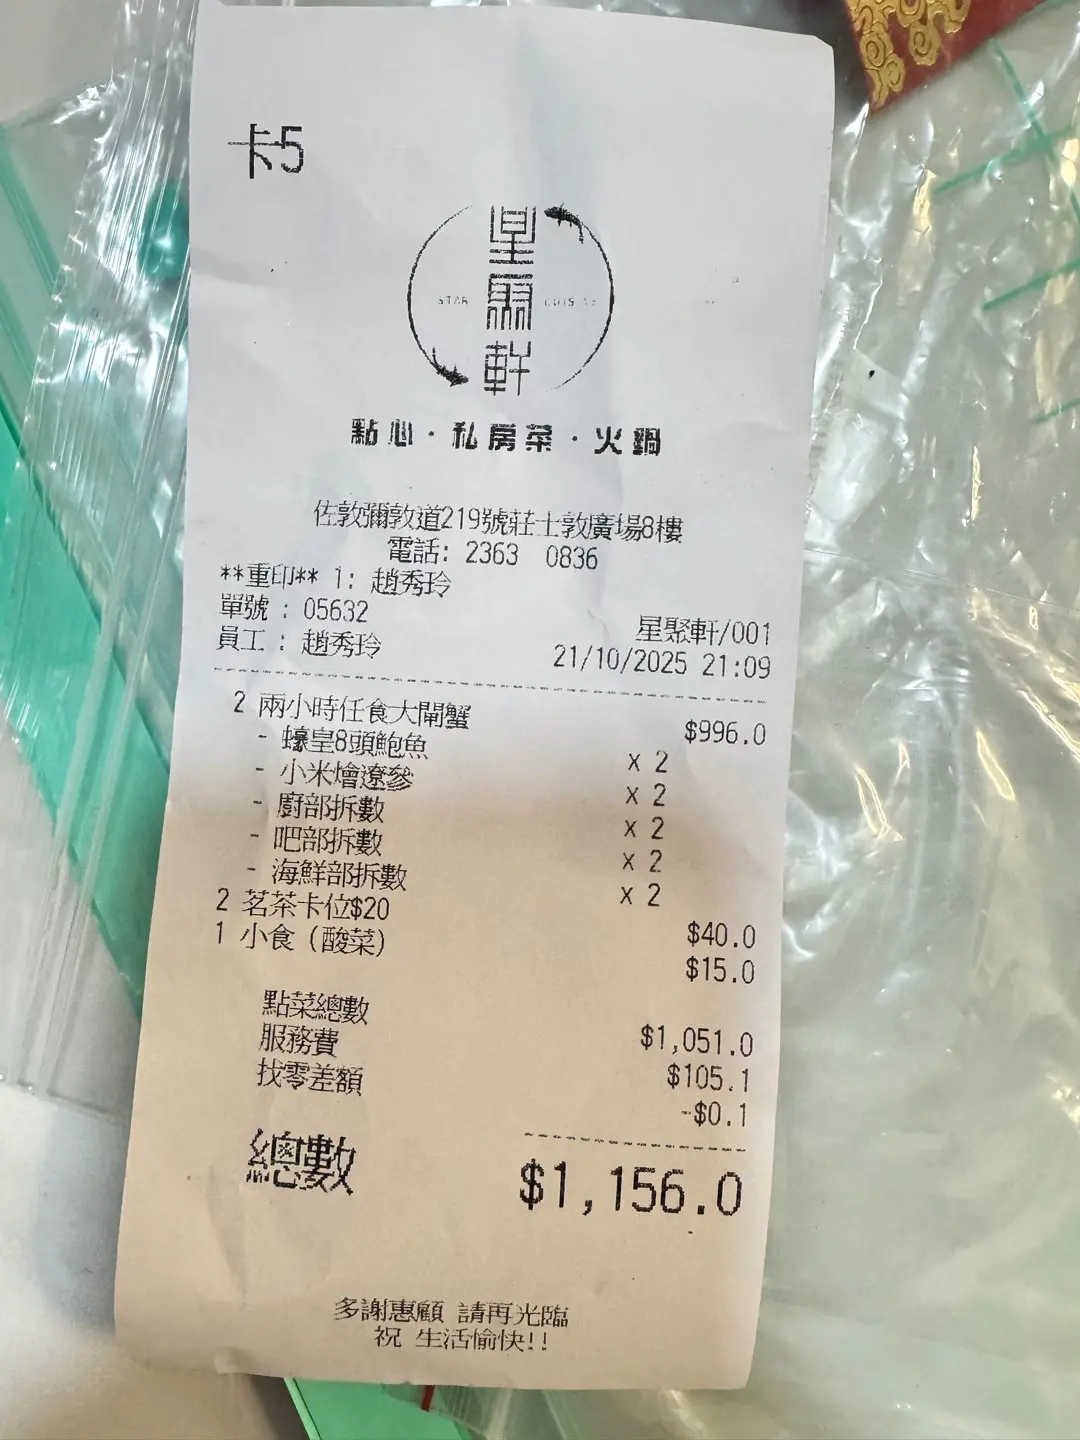 卡5
星聚軒
STAR CUISINE
點心·私房菜·火鍋
佐敦彌敦道219號莊士敦廣場8樓
電話: 2363 0836
**重印** 1: 趙秀玲
單號 : 05632
星聚軒/001
員工 : 趙秀玲
21/10/2025 21:09
2 兩小時任食大閘蟹 $996.0
- 蠔皇8頭鮑魚 x 2
- 小米燴遼參 x 2
- 廚部拆數 x 2
- 吧部拆數 x 2
- 海鮮部拆數 x 2
2 茗茶卡位$20 $40.0
1 小食 (酸菜) $15.0
點菜總數 $1,051.0
服務費 $105.1
找零差額 -$0.1
總數 $1,156.0
多謝惠顧 請再光臨
祝 生活愉快!!